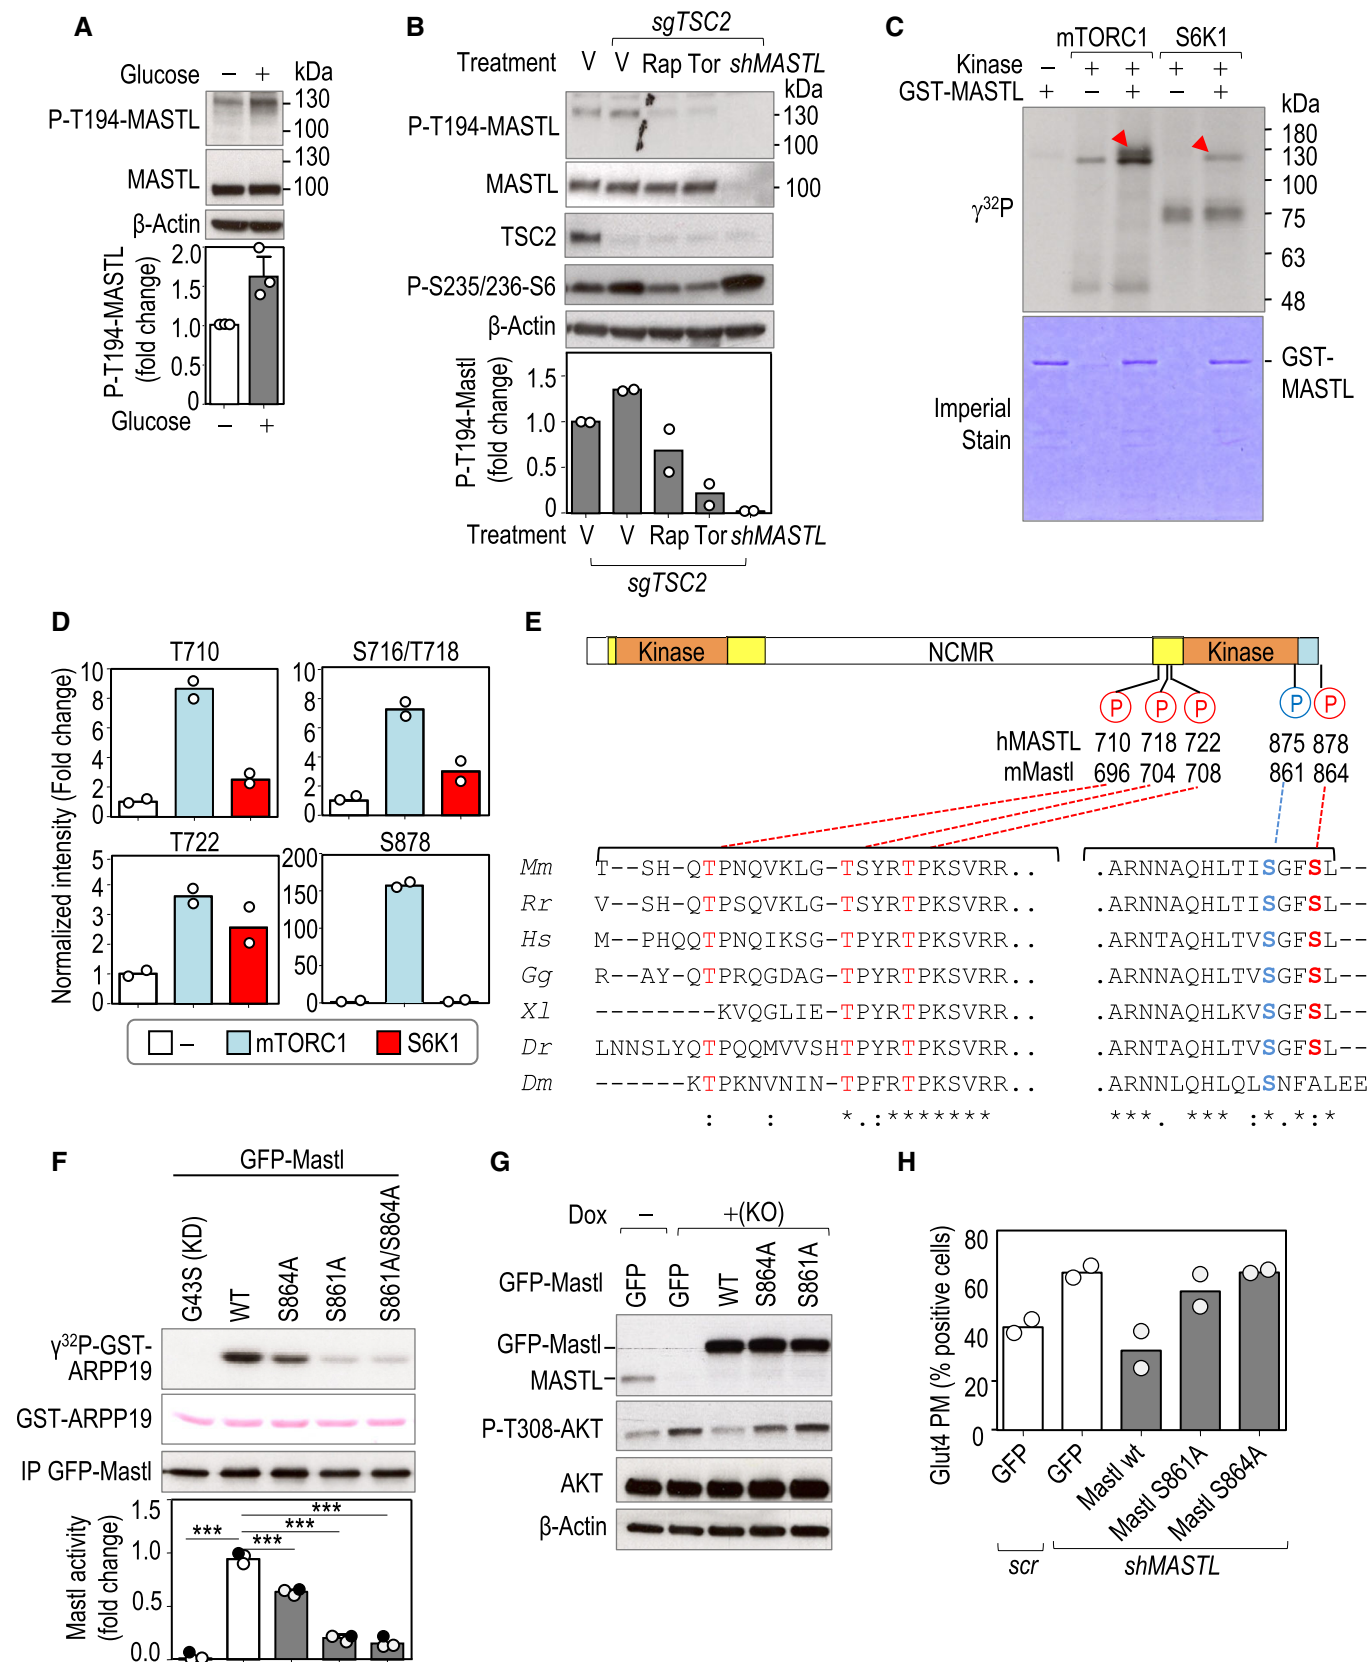 A
Glucose − + kDa
P-T194-MASTL
130
100
MASTL
130
100
β-Actin
P-T194-MASTL
(fold change)
2.0
1.5
1.0
0.5
0
Glucose − +
B
sgTSC2
Treatment V V Rap Tor shMASTL
kDa
P-T194-MASTL
130
100
MASTL
100
TSC2
P-S235/236-S6
β-Actin
P-T194-Mastl
(fold change)
1.5
1.0
0.5
0
Treatment V V Rap Tor shMASTL
sgTSC2
C
mTORC1 S6K1
Kinase − + + + +
GST-MASTL + − + − +
kDa
180
130
100
75
63
48
γ32P
Imperial
Stain
GST-
MASTL
D
Normalized intensity (Fold change)
T710
10
8
6
4
2
0
S716/T718
10
8
6
4
2
0
T722
5
4
3
2
1
0
S878
200
150
100
50
0
− mTORC1 S6K1
E
Kinase NCMR Kinase
P P P P P
hMASTL 710 718 722 875 878
mMastl 696 704 708 861 864
Mm T--SH-QTPNQVKLG-TSYRTPKSVRR.. .ARNNAQHLTISGFSL--
Rr V--SH-QTPSQVKLG-TSYRTPKSVRR.. .ARNNAQHLTISGFSL--
Hs M--PHQQTPNQIKSG-TPYRTPKSVRR.. .ARNTAQHLTVSGFSL--
Gg R--AY-QTPRQGDAG-TPYRTPKSVRR.. .ARNNAQHLTVSGFSL--
Xl --------KVQGLIE-TPYRTPKSVRR.. .ARNNAQHLKVSGFSL--
Dr LNNSLYQTPQQMVVSHTPYRTPKSVRR.. .ARNTAQHLTVSGFSL--
Dm ------KTPKNVNIN-TPFRTPKSVRR.. .ARNNLQHLQLSNFALEE
: : *.:******* ***. *** :*.*:*
F
GFP-Mastl
G43S (KD)
WT
S864A
S861A
S861A/S864A
γ32P-GST-
ARPP19
GST-ARPP19
IP GFP-Mastl
Mastl activity
(fold change)
1.5
1.0
0.5
0.0
***
***
***
***
G
Dox − +(KO)
GFP-Mastl
GFP
GFP
WT
S864A
S861A
GFP-Mastl
MASTL
P-T308-AKT
AKT
β-Actin
H
Glut4 PM (% positive cells)
80
60
40
20
0
GFP
GFP
Mastl wt
Mastl S861A
Mastl S864A
scr
shMASTL